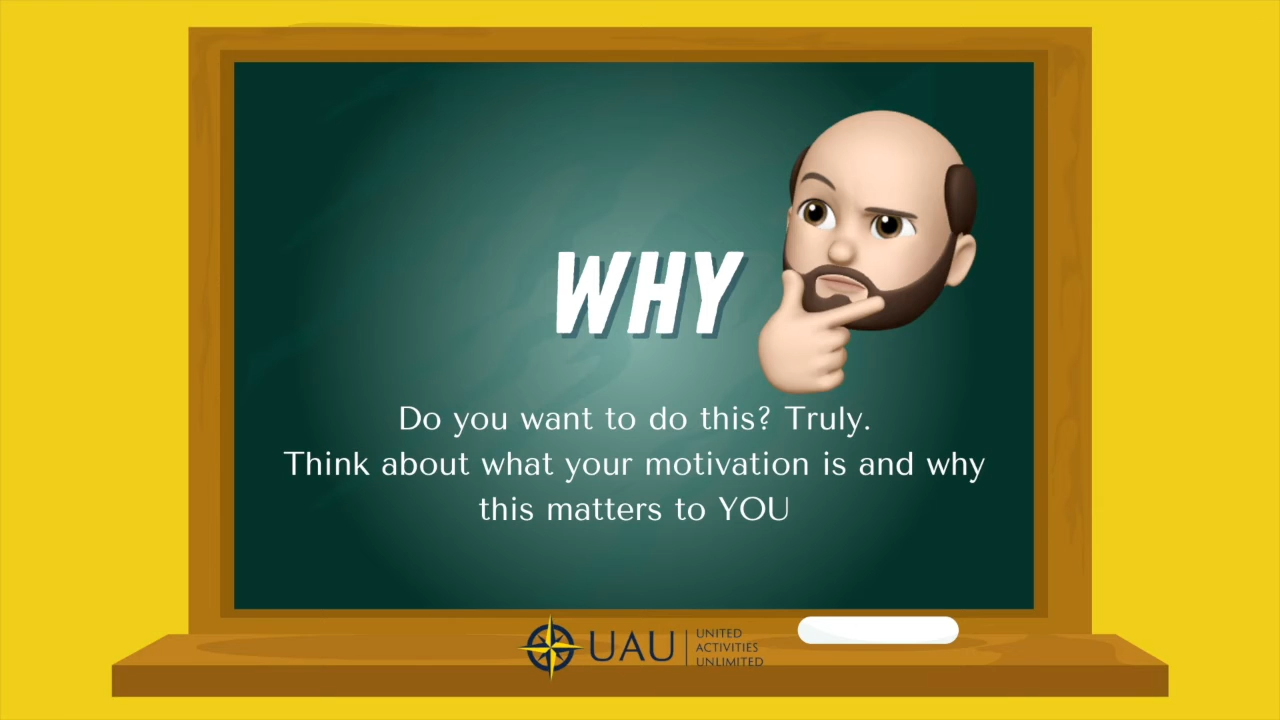 WHY
Do you want to do this? Truly.
Think about what your motivation is and why
this matters to YOU
UAU
UNITED
ACTIVITIES
UNLIMITED